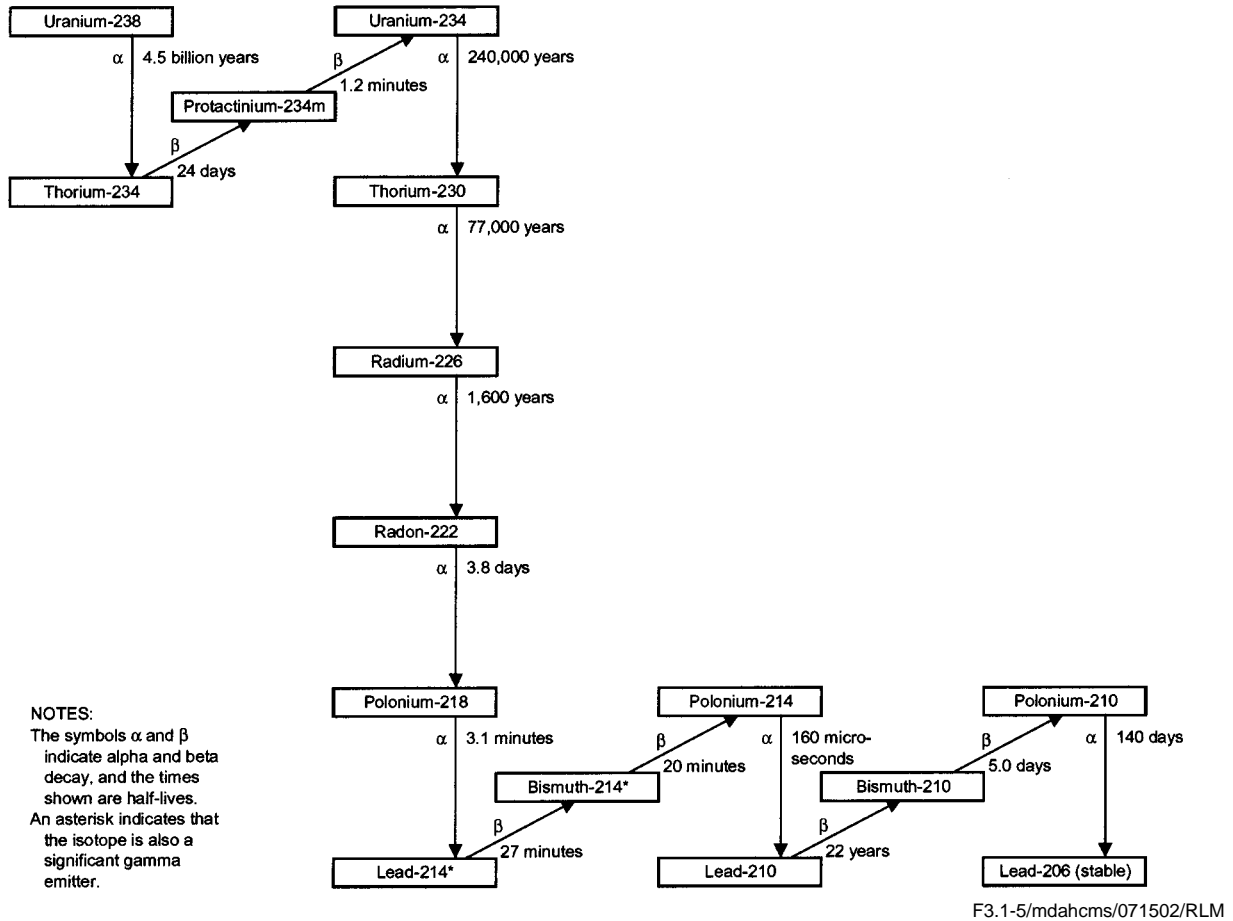 Uranium-238
Uranium-234
α 4.5 billion years
β
α 240,000 years
1.2 minutes
Protactinium-234m
β
24 days
Thorium-234
Thorium-230
α 77,000 years
Radium-226
α 1,600 years
Radon-222
α 3.8 days
Polonium-218
Polonium-214
Polonium-210
α 3.1 minutes
β
20 minutes
α 160 micro-
seconds
β
5.0 days
α 140 days
Bismuth-214*
Bismuth-210
β
27 minutes
β
22 years
Lead-214*
Lead-210
Lead-206 (stable)
NOTES:
The symbols α and β
indicate alpha and beta
decay, and the times
shown are half-lives.
An asterisk indicates that
the isotope is also a
significant gamma
emitter.
F3.1-5/mdahcms/071502/RLM